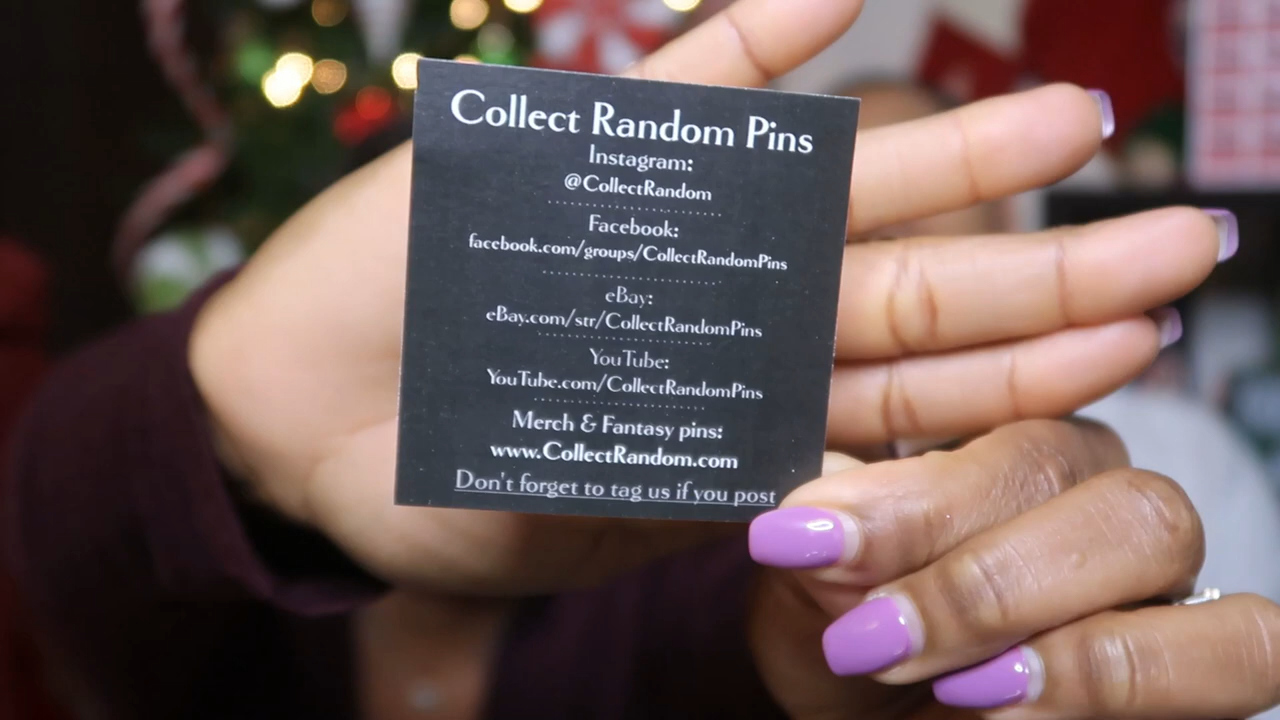 Collect Random Pins
Instagram:
@CollectRandom
Facebook:
facebook.com/groups/CollectRandomPins
eBay:
eBay.com/str/CollectRandomPins
YouTube:
YouTube.com/CollectRandomPins
Merch & Fantasy pins:
www.CollectRandom.com
Don't forget to tag us if you post